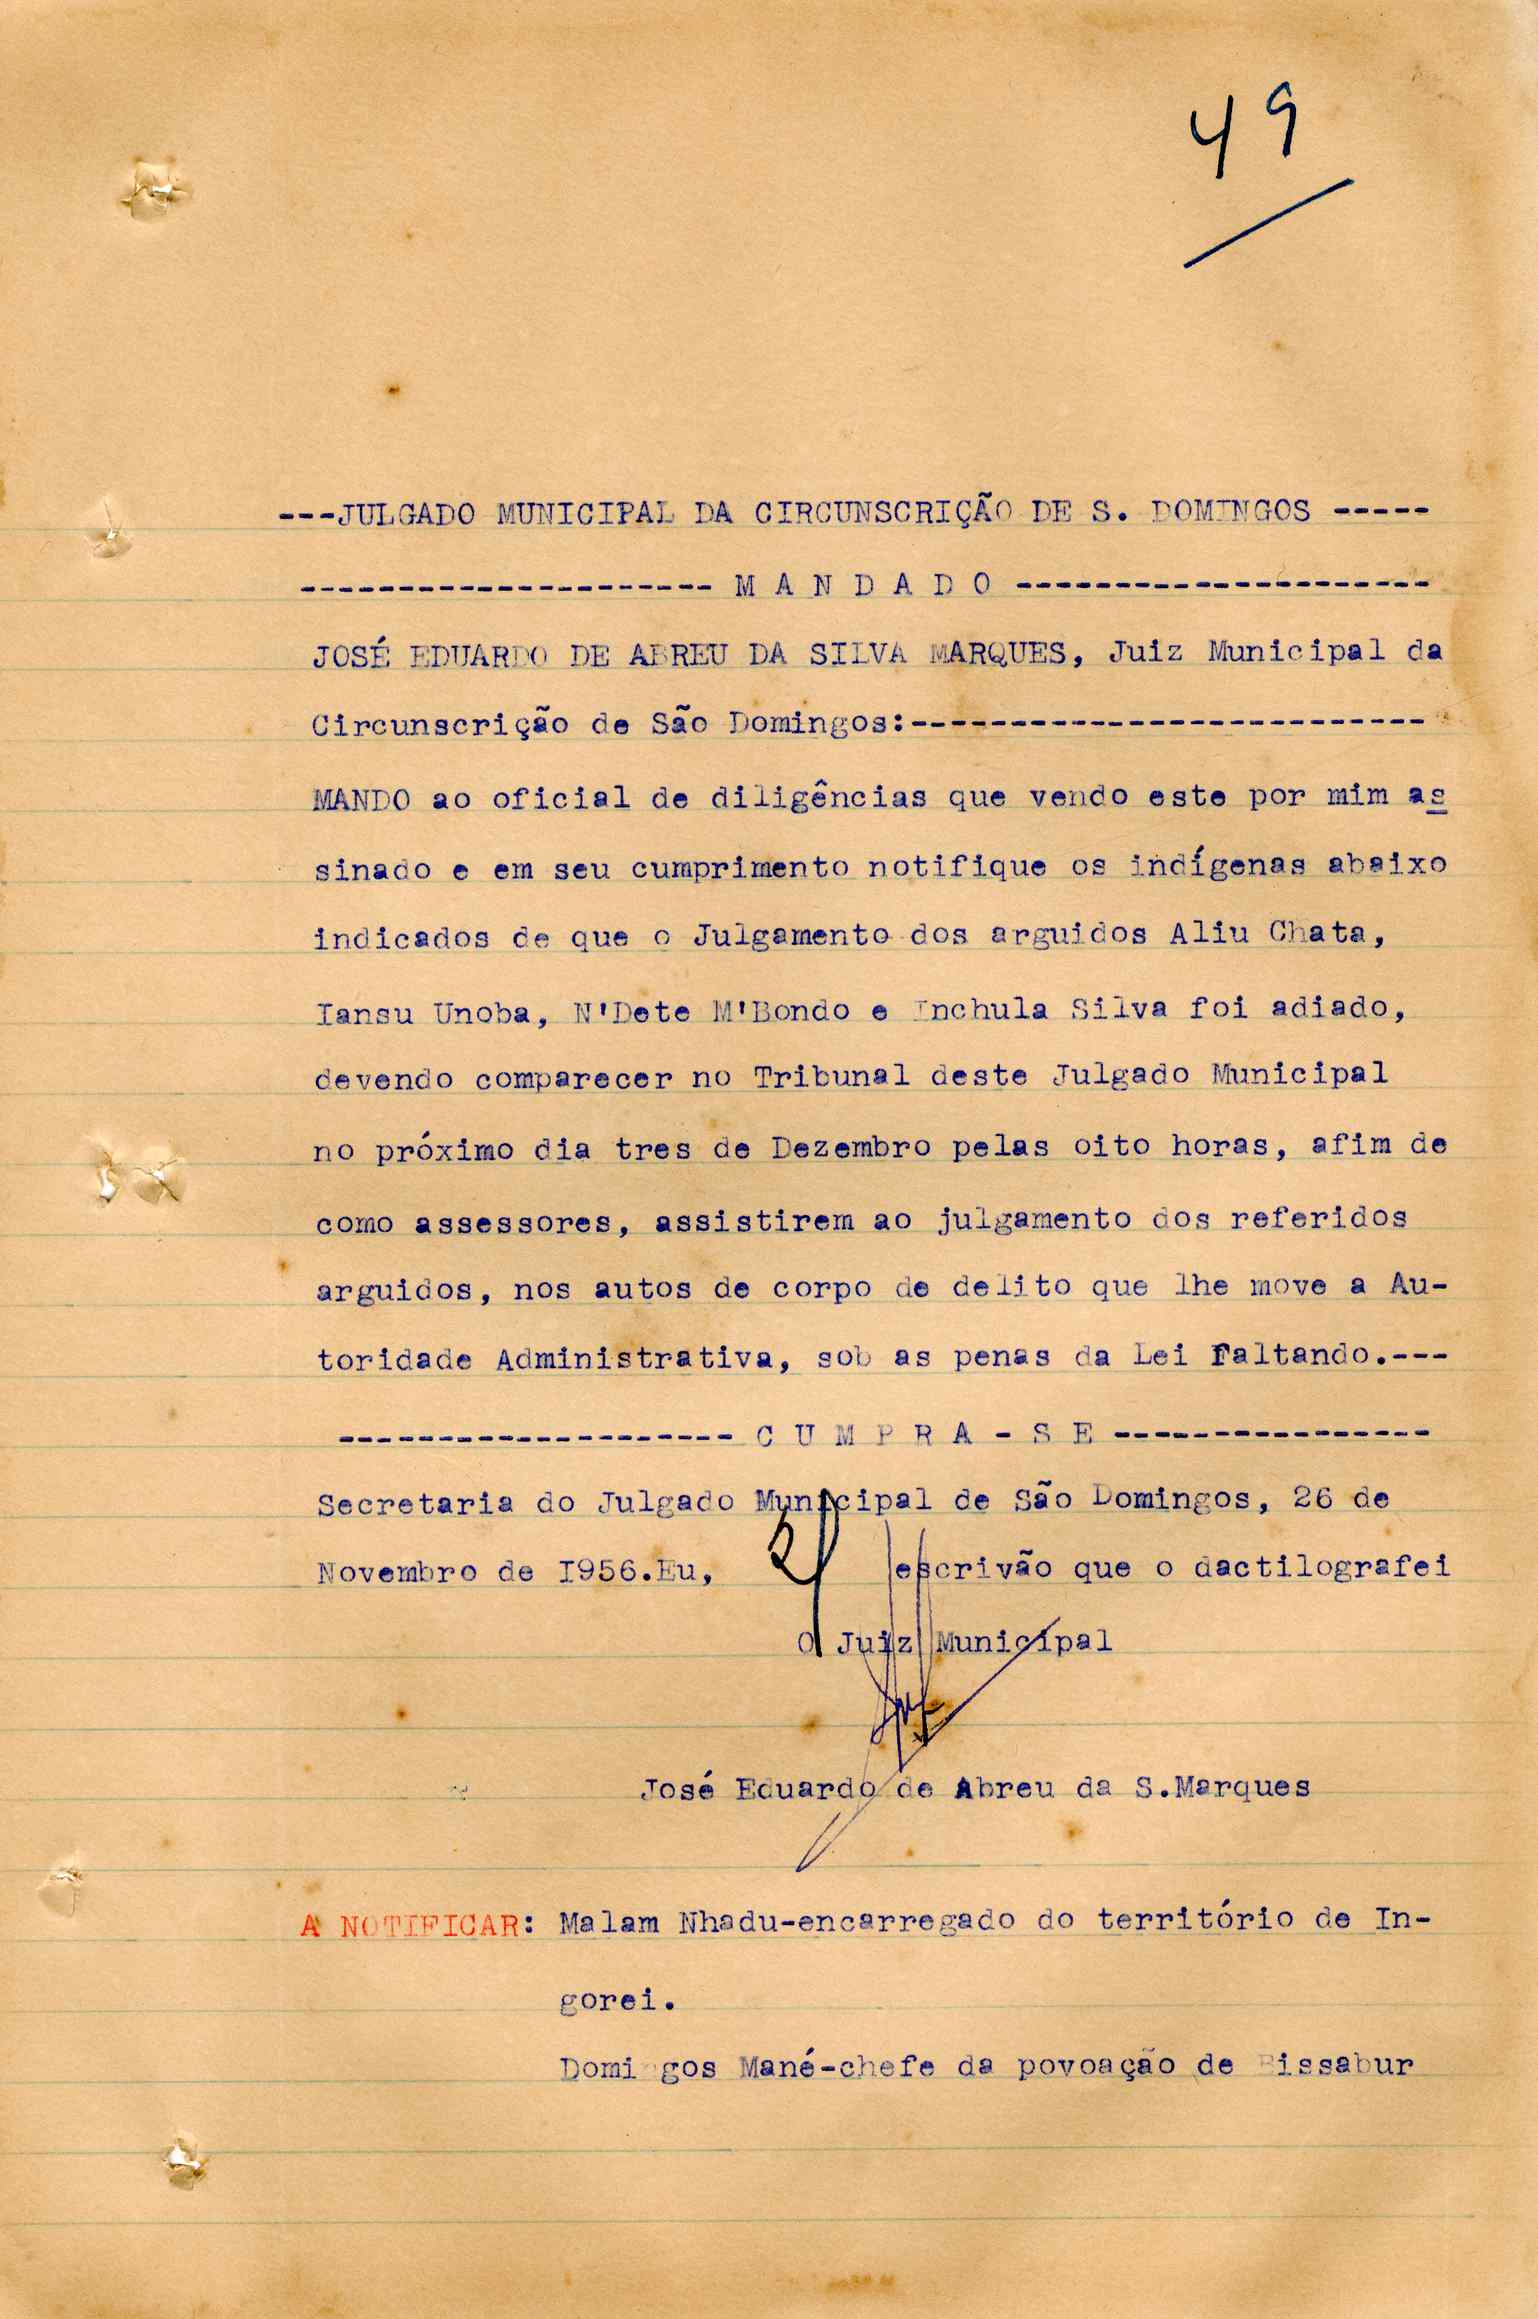 49
---JULGADO MUNICIPAL DA CIRCUNSCRIÇÃO DE S. DOMINGOS -----
--------------------- M A N D A D O ---------------------
JOSÉ EDUARDO DE ABREU DA SILVA MARQUES, Juiz Municipal da
Circunscrição de São Domingos:--------------------------
MANDO ao oficial de diligências que vendo este por mim as
sinado e em seu cumprimento notifique os indígenas abaixo
indicados de que o Julgamento dos arguidos Aliu Chata,
Iansu Unoba, N'Dete M'Bondo e Inchula Silva foi adiado,
devendo comparecer no Tribunal deste Julgado Municipal
no próximo dia tres de Dezembro pelas oito horas, afim de
como assessores, assistirem ao julgamento dos referidos
arguidos, nos autos de corpo de delito que lhe move a Au-
toridade Administrativa, sob as penas da Lei Faltando.---
-------------------- C U M P R A - S E ----------------
Secretaria do Julgado Municipal de São Domingos, 26 de
Novembro de I956.Eu, escrivão que o dactilografei
O Juiz Municipal
José Eduardo de Abreu da S.Marques
A NOTIFICAR: Malam Nhadu-encarregado do território de In-
gorei.
Domingos Mané-chefe da povoação de Bissabur